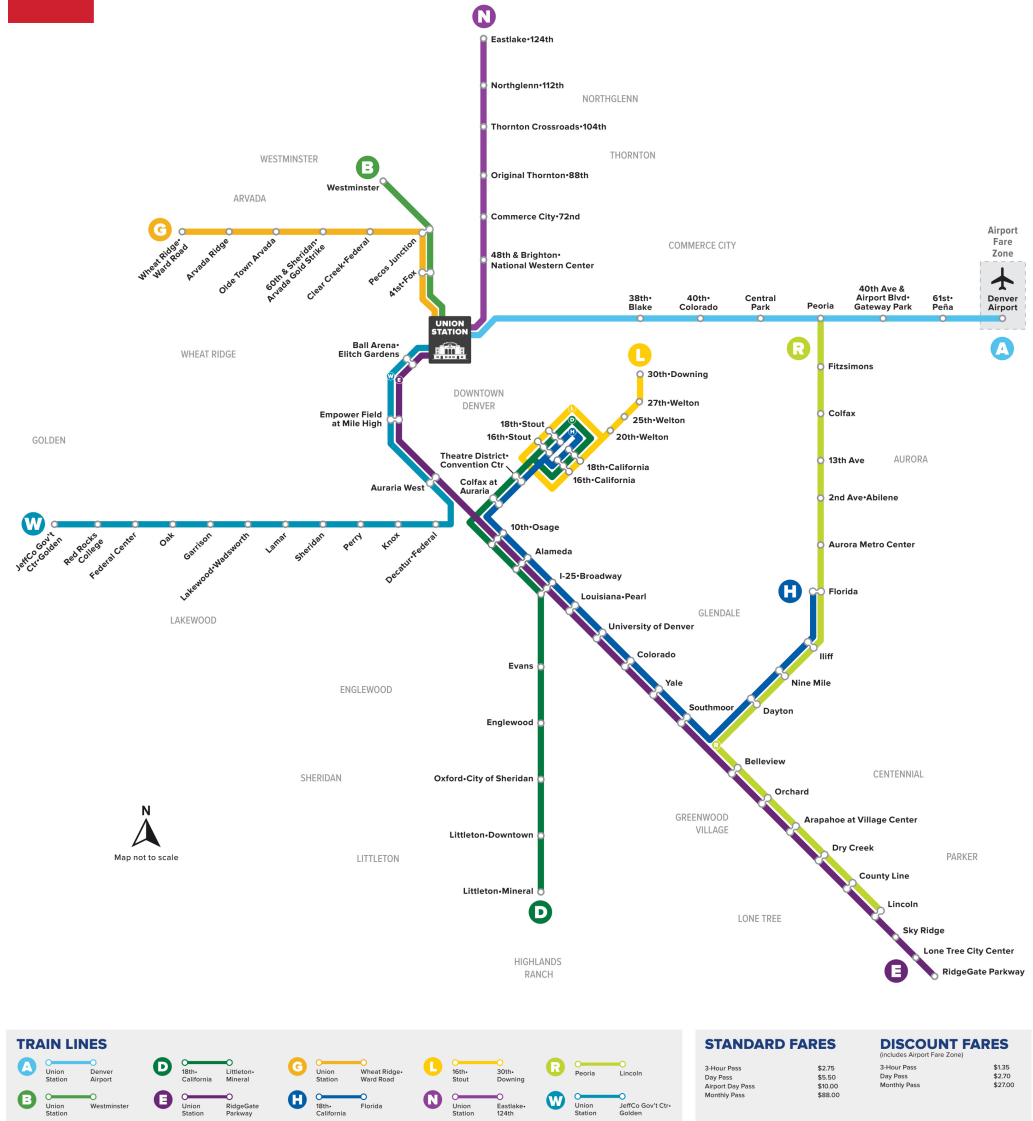 N
Eastlake•124th
Northglenn•112th
NORTHGLENN
Thornton Crossroads•104th
THORNTON
WESTMINSTER
B
Westminster
Original Thornton•88th
ARVADA
Commerce City•72nd
G
Wheat Ridge•
Ward Road
Arvada Ridge
Olde Town Arvada
60th & Sheridan•
Arvada Gold Strike
Clear Creek•Federal
Pecos Junction
41st•Fox
48th & Brighton•
National Western Center
COMMERCE CITY
Airport
Fare
Zone
38th•
Blake
40th•
Colorado
Central
Park
Peoria
40th Ave &
Airport Blvd•
Gateway Park
61st•
Peña
Denver
Airport
A
UNION
STATION
Ball Arena•
Elitch Gardens
WHEAT RIDGE
W
E
R
L
30th•Downing
Fitzsimons
DOWNTOWN
DENVER
27th•Welton
25th•Welton
20th•Welton
L
D
H
18th•Stout
16th•Stout
Empower Field
at Mile High
Colfax
GOLDEN
Theatre District•
Convention Ctr
18th•California
16th•California
13th Ave
AURORA
Colfax at
Auraria
Auraria West
2nd Ave•Abilene
W
JeffCo Gov't
Ctr•Golden
Red Rocks
College
Federal Center
Oak
Garrison
Lakewood•Wadsworth
Lamar
Sheridan
Perry
Knox
Decatur•Federal
10th•Osage
Aurora Metro Center
Alameda
I-25•Broadway
H
Florida
Louisiana•Pearl
LAKEWOOD
GLENDALE
University of Denver
Colorado
Iliff
Evans
Yale
Nine Mile
ENGLEWOOD
Southmoor
Dayton
Englewood
R
Belleview
SHERIDAN
Oxford•City of Sheridan
CENTENNIAL
Orchard
N
Map not to scale
GREENWOOD
VILLAGE
Arapahoe at Village Center
Littleton•Downtown
LITTLETON
Dry Creek
PARKER
County Line
Littleton•Mineral
D
Lincoln
LONE TREE
Sky Ridge
Lone Tree City Center
HIGHLANDS
RANCH
E
RidgeGate Parkway
TRAIN LINES
A
Union
Station
Denver
Airport
D
18th•
California
Littleton•
Mineral
G
Union
Station
Wheat Ridge•
Ward Road
L
16th•
Stout
30th•
Downing
R
Peoria
Lincoln
B
Union
Station
Westminster
E
Union
Station
RidgeGate
Parkway
H
18th•
California
Florida
N
Union
Station
Eastlake•
124th
W
Union
Station
JeffCo Gov't Ctr•
Golden
STANDARD FARES
3-Hour Pass $2.75
Day Pass $5.50
Airport Day Pass $10.00
Monthly Pass $88.00
DISCOUNT FARES
(includes Airport Fare Zone)
3-Hour Pass $1.35
Day Pass $2.70
Monthly Pass $27.00